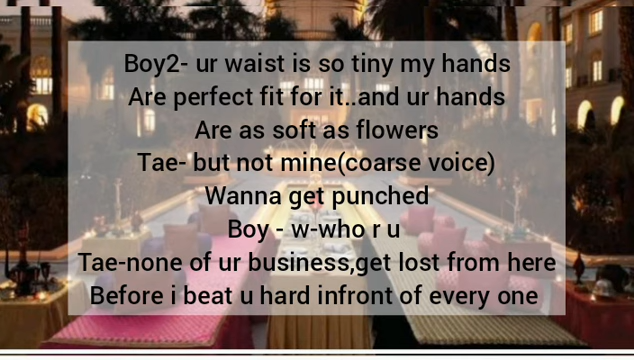 Boy2- ur waist is so tiny my hands
Are perfect fit for it..and ur hands
Are as soft as flowers
Tae- but not mine(coarse voice)
Wanna get punched
Boy - w-who r u
Tae-none of ur business,get lost from here
Before i beat u hard infront of every one